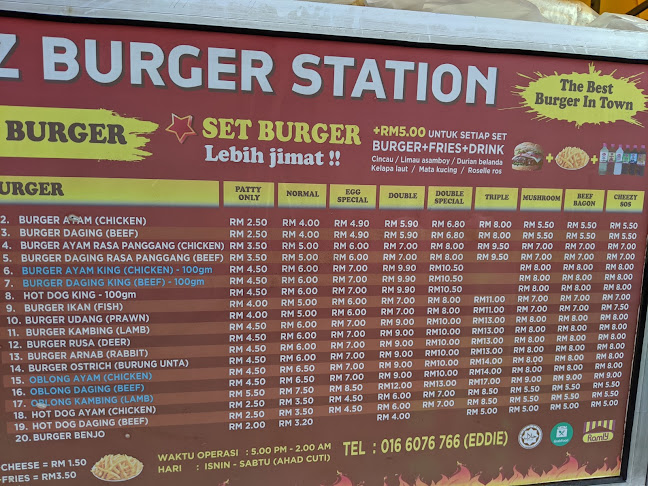 Z BURGER STATION
The Best
Burger In Town
BURGER
SET BURGER
Lebih jimat !!
+RM5.00 UNTUK SETIAP SET
BURGER+FRIES+DRINK
Cincau / Limau asamboy / Durian belanda
Kelapa laut / Mata kucing / Roselle ros
BURGER PATTY ONLY NORMAL EGG SPECIAL DOUBLE DOUBLE SPECIAL TRIPLE MUSHROOM BEEF BAGON CHEEZY SOS
2. BURGER AYAM (CHICKEN) RM 2.50 RM 4.00 RM 4.90 RM 5.90 RM 6.80 RM 8.00 RM 5.50 RM 5.50 RM 5.50
3. BURGER DAGING (BEEF) RM 2.50 RM 4.00 RM 4.90 RM 5.90 RM 6.80 RM 8.00 RM 5.50 RM 5.50 RM 5.50
4. BURGER AYAM RASA PANGGANG (CHICKEN) RM 3.50 RM 5.00 RM 6.00 RM 7.00 RM 8.00 RM 9.50 RM 7.00 RM 7.00 RM 7.00
5. BURGER DAGING RASA PANGGANG (BEEF) RM 3.50 RM 5.00 RM 6.00 RM 7.00 RM 8.00 RM 9.50 RM 7.00 RM 7.00 RM 7.00
6. BURGER AYAM KING (CHICKEN) - 100gm RM 4.50 RM 6.00 RM 7.00 RM 9.90 RM10.50 RM 8.00 RM 8.00 RM 8.00
7. BURGER DAGING KING (BEEF) - 100gm RM 4.50 RM 6.00 RM 7.00 RM 9.90 RM10.50 RM 8.00 RM 8.00 RM 8.00
8. HOT DOG KING - 100gm RM 4.50 RM 6.00 RM 7.00 RM 9.90 RM10.50 RM 8.00 RM 8.00 RM 8.00
9. BURGER IKAN (FISH) RM 4.00 RM 5.00 RM 6.00 RM 7.00 RM 8.00 RM11.00 RM 7.00 RM 7.00 RM 7.00
10. BURGER UDANG (PRAWN) RM 4.00 RM 5.00 RM 6.00 RM 7.00 RM 8.00 RM11.00 RM 7.00 RM 7.00 RM 7.50
11. BURGER KAMBING (LAMB) RM 4.50 RM 6.00 RM 7.00 RM 9.00 RM10.00 RM13.00 RM 8.00 RM 8.00 RM 8.00
12. BURGER RUSA (DEER) RM 4.50 RM 6.00 RM 7.00 RM 9.00 RM10.00 RM13.00 RM 8.00 RM 8.00 RM 8.00
13. BURGER ARNAB (RABBIT) RM 4.50 RM 6.00 RM 7.00 RM 9.00 RM10.00 RM13.00 RM 8.00 RM 8.00 RM 8.00
14. BURGER OSTRICH (BURUNG UNTA) RM 4.50 RM 6.00 RM 7.00 RM 9.00 RM10.00 RM14.00 RM 8.00 RM 8.00 RM 8.00
15. OBLONG AYAM (CHICKEN) RM 4.50 RM 6.50 RM 7.50 RM10.00 RM14.00 RM 8.00 RM 8.00 RM 8.00
16. OBLONG DAGING (BEEF) RM 5.50 RM 6.50 RM 8.50 RM12.00 RM13.00 RM17.00 RM 9.00 RM 9.00 RM 9.00
17. OBLONG KAMBING (LAMB) RM 2.50 RM 7.50 RM 4.50 RM 6.00 RM 7.00 RM 8.50 RM 5.50 RM 5.50 RM 5.50
18. HOT DOG AYAM (CHICKEN) RM 2.50 RM 3.50 RM 4.50 RM 6.00 RM 7.00 RM 8.50 RM 5.50 RM 5.50 RM 5.50
19. HOT DOG DAGING (BEEF) RM 2.00 RM 3.50 RM 4.00 RM 5.00 RM 5.00 RM 5.00
20. BURGER BENJO RM 3.20
CHEESE = RM 1.50
FRIES = RM3.50
WAKTU OPERASI : 5.00 PM - 2.00 AM
HARI : ISNIN - SABTU (AHAD CUTI)
TEL : 016 6076 766 (EDDIE)
Ramly